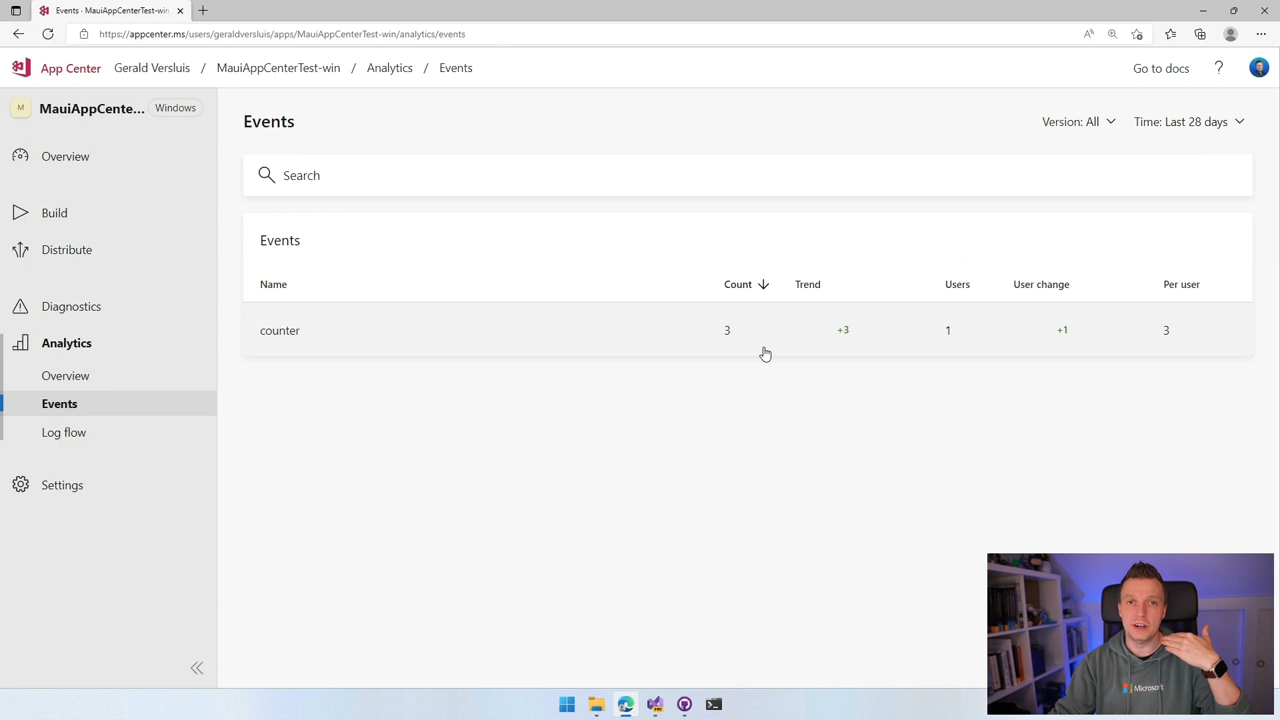 Events · MauiAppCenterTest-win
https://appcenter.ms/users/geraldversluis/apps/MauiAppCenterTest-win/analytics/events
App Center Gerald Versluis / MauiAppCenterTest-win / Analytics / Events
Go to docs ?
M MauiAppCente... Windows
Overview
Build
Distribute
Diagnostics
Analytics
Overview
Events
Log flow
Settings
Events
Version: All Time: Last 28 days
Search
Events
Name Count Trend Users User change Per user
counter 3 +3 1 +1 3
Microsoft